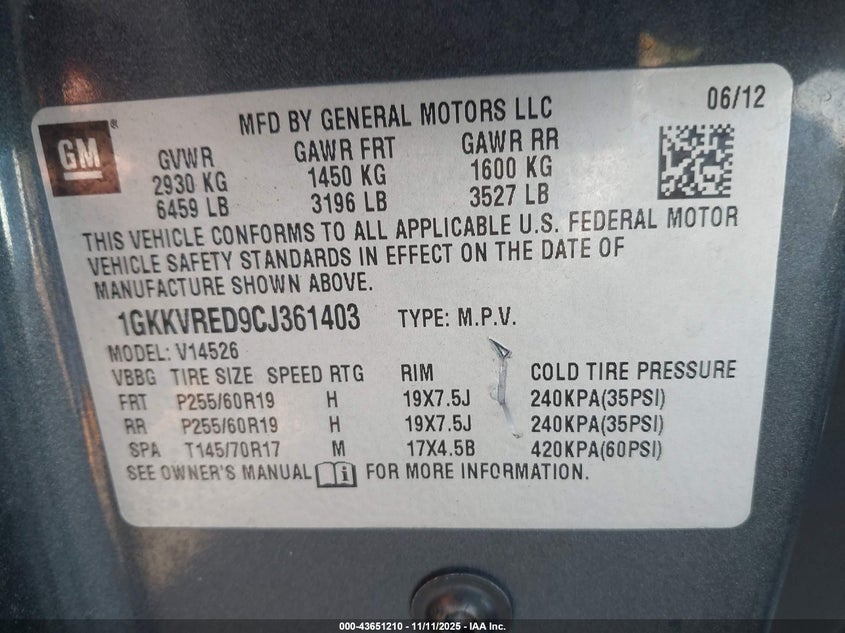 GM®
MFD BY GENERAL MOTORS LLC 06/12
GVWR GAWR FRT GAWR RR
2930 KG 1450 KG 1600 KG
6459 LB 3196 LB 3527 LB
THIS VEHICLE CONFORMS TO ALL APPLICABLE U.S. FEDERAL MOTOR
VEHICLE SAFETY STANDARDS IN EFFECT ON THE DATE OF
MANUFACTURE SHOWN ABOVE.
1GKKVRED9CJ361403 TYPE: M.P.V.
MODEL: V14526
VBBG TIRE SIZE SPEED RTG RIM COLD TIRE PRESSURE
FRT P255/60R19 H 19X7.5J 240KPA(35PSI)
RR P255/60R19 H 19X7.5J 240KPA(35PSI)
SPA T145/70R17 M 17X4.5B 420KPA(60PSI)
SEE OWNER'S MANUAL FOR MORE INFORMATION.
000-43651210 - 11/11/2025 - IAA Inc.